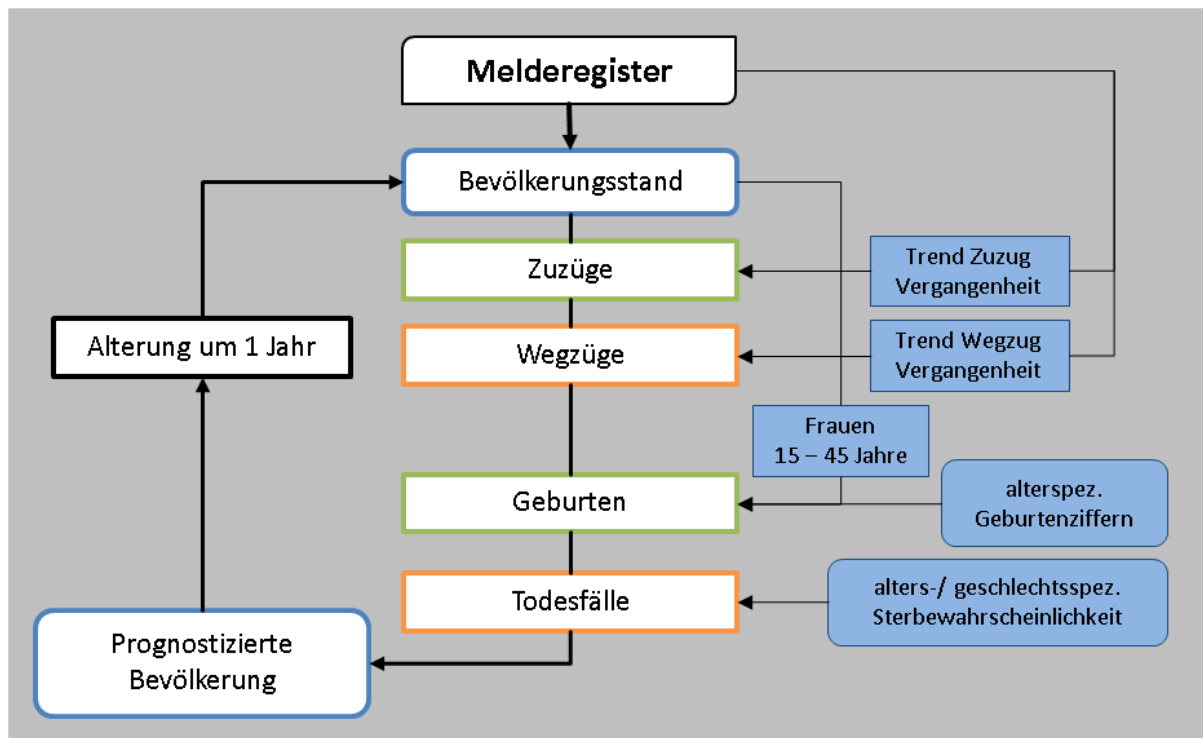 Melderegister
Bevölkerungsstand
Zuzüge
Trend Zuzug
Vergangenheit
Alterung um 1 Jahr
Wegzüge
Trend Wegzug
Vergangenheit
Frauen
15 – 45 Jahre
Geburten
alterspez.
Geburtenziffern
Todesfälle
alters-/ geschlechtsspez.
Sterbewahrscheinlichkeit
Prognostizierte
Bevölkerung